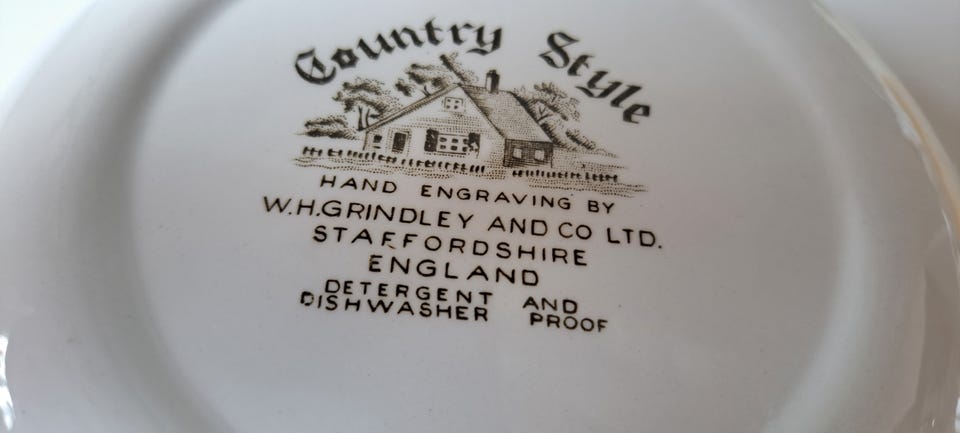 Country Style
HAND ENGRAVING BY
W.H.GRINDLEY AND CO LTD.
STAFFORDSHIRE
ENGLAND
DETERGENT AND
DISHWASHER PROOF